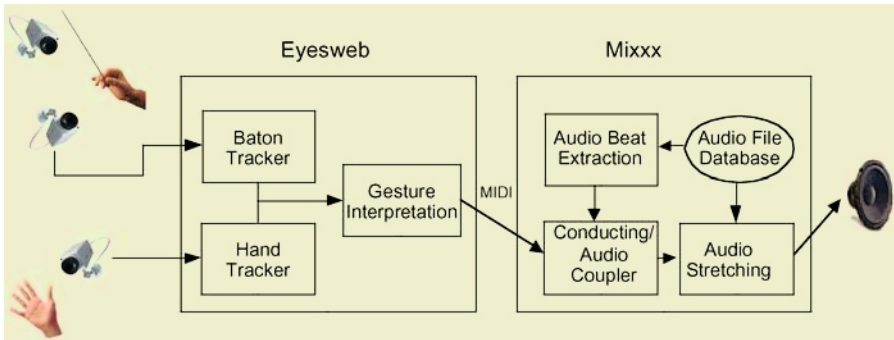 Eyesweb
Mixxx
Baton
Tracker
Hand
Tracker
Gesture
Interpretation
MIDI
Audio Beat
Extraction
Audio File
Database
Conducting/
Audio
Coupler
Audio
Stretching